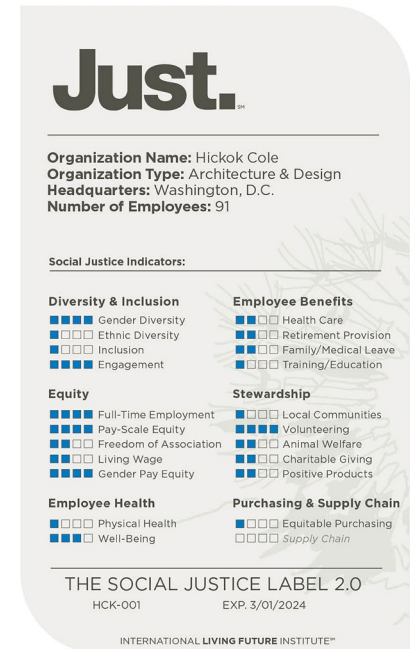 Just. SM
Organization Name: Hickok Cole
Organization Type: Architecture & Design
Headquarters: Washington, D.C.
Number of Employees: 91
Social Justice Indicators:
Diversity & Inclusion
Gender Diversity
Ethnic Diversity
Inclusion
Engagement
Equity
Full-Time Employment
Pay-Scale Equity
Freedom of Association
Living Wage
Gender Pay Equity
Employee Health
Physical Health
Well-Being
Employee Benefits
Health Care
Retirement Provision
Family/Medical Leave
Training/Education
Stewardship
Local Communities
Volunteering
Animal Welfare
Charitable Giving
Positive Products
Purchasing & Supply Chain
Equitable Purchasing
Supply Chain
THE SOCIAL JUSTICE LABEL 2.0
HCK-001 EXP. 3/01/2024
INTERNATIONAL LIVING FUTURE INSTITUTE℠